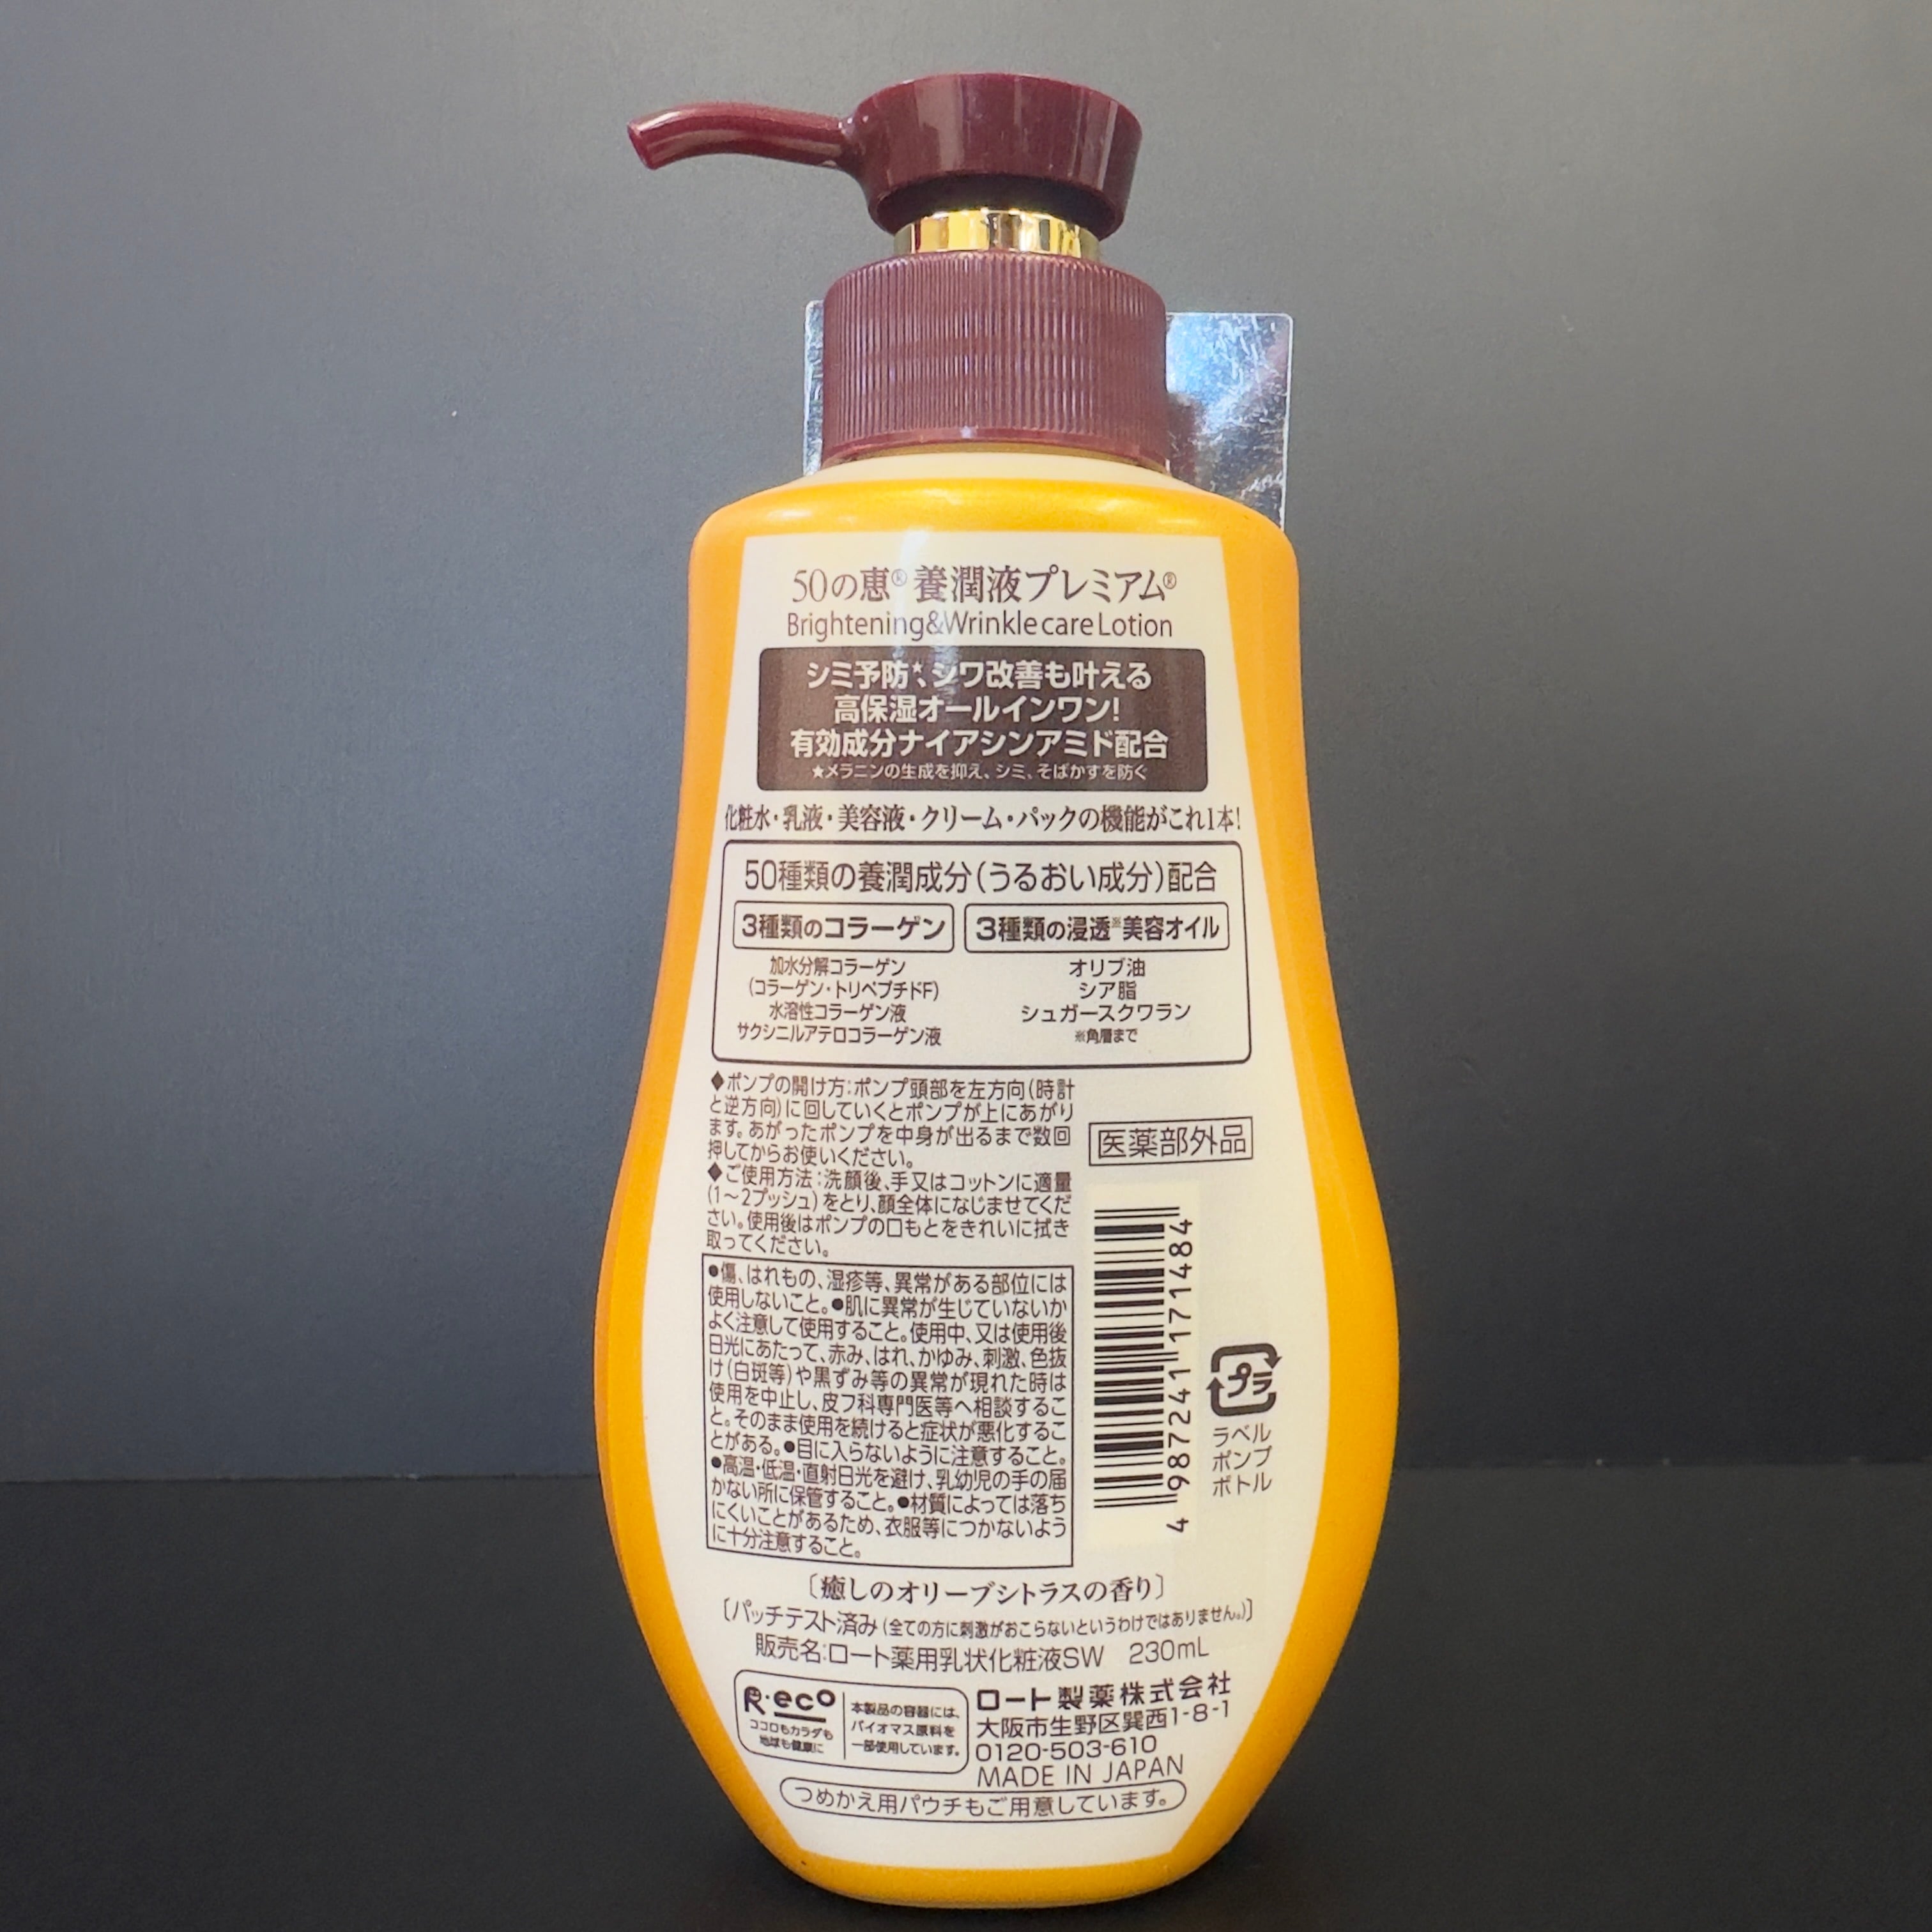 50の恵® 養潤液プレミアム®
Brightening&Wrinkle care Lotion
シミ予防★、シワ改善も叶える
高保湿オールインワン!
有効成分ナイアシンアミド配合
★メラニンの生成を抑え、シミ、そばかすを防ぐ
化粧水・乳液・美容液・クリーム・パックの機能がこれ1本!
50種類の養潤成分(うるおい成分)配合
3種類のコラーゲン
加水分解コラーゲン
(コラーゲン・トリペプチドF)
水溶性コラーゲン液
サクシニルアテロコラーゲン液
3種類の浸透※美容オイル
オリブ油
シア脂
シュガースクワラン
※角層まで
◆ポンプの開け方:ポンプ頭部を左方向(時計
と逆方向)に回していくとポンプが上にあがり
ます。あがったポンプを中身が出るまで数回
押してからお使いください。
◆ご使用方法:洗顔後、手又はコットンに適量
(1〜2プッシュ)をとり、顔全体になじませてくだ
さい。使用後はポンプの口もとをきれいに拭き
取ってください。
●傷、はれもの、湿疹等、異常がある部位には
使用しないこと。●肌に異常が生じていないか
よく注意して使用すること。使用中、又は使用後
日光にあたって、赤み、はれ、かゆみ、刺激、色抜
け(白斑等)や黒ずみ等の異常が現れた時は
使用を中止し、皮フ科専門医等へ相談するこ
と。そのまま使用を続けると症状が悪化するこ
とがある。●目に入らないように注意すること。
●高温・低温・直射日光を避け、乳幼児の手の届
かない所に保管すること。●材質によっては落ち
にくいことがあるため、衣服等につかないよう
に十分注意すること。
医薬部外品
4 987241 171484
プラ
ラベル
ポンプ
ボトル
〔癒しのオリーブシトラスの香り〕
〔パッチテスト済み(全ての方に刺激がおこらないというわけではありません。)〕
販売名:ロート薬用乳状化粧液SW 230mL
R・eco
ココロもカラダも
地球も健康に
本製品の容器には、
バイオマス原料を
一部使用しています。
ロート製薬株式会社
大阪市生野区巽西1-8-1
0120-503-610
MADE IN JAPAN
つめかえ用パウチもご用意しています。